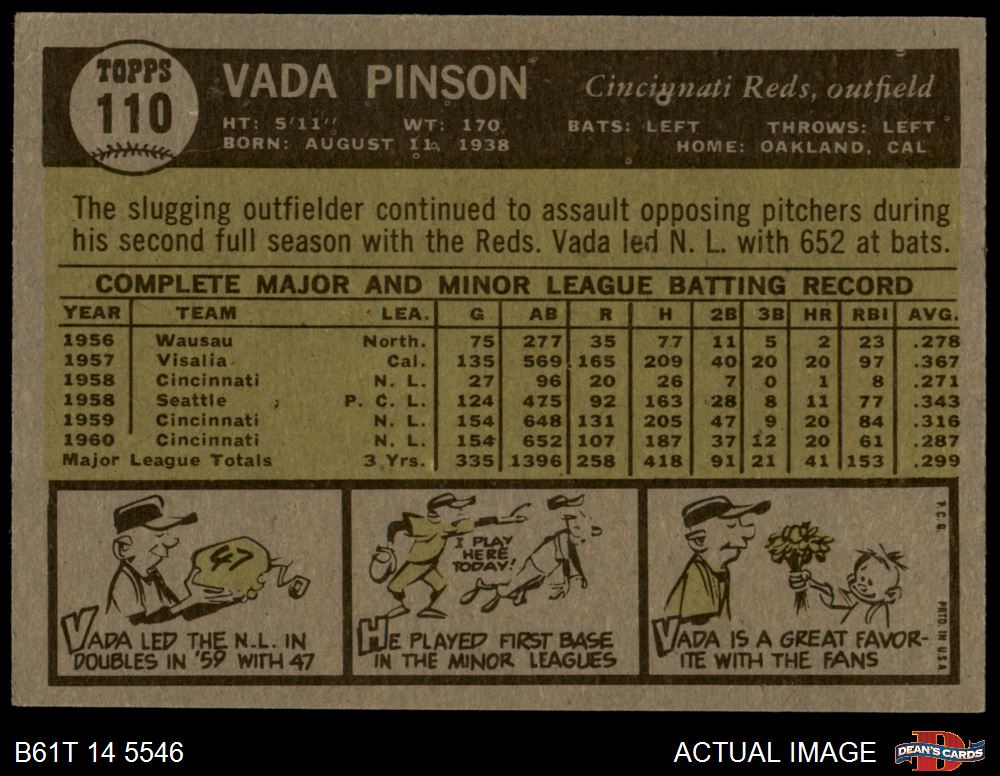 TOPPS
110
VADA PINSON
Cincinnati Reds, outfield
HT: 5'11" WT: 170 BATS: LEFT THROWS: LEFT
BORN: AUGUST 11, 1938 HOME: OAKLAND, CAL
The slugging outfielder continued to assault opposing pitchers during
his second full season with the Reds. Vada led N. L. with 652 at bats.
COMPLETE MAJOR AND MINOR LEAGUE BATTING RECORD
YEAR TEAM LEA. G AB R H 2B 3B HR RBI AVG.
1956 Wausau North. 75 277 35 77 11 5 2 23 .278
1957 Visalia Cal. 135 569 165 209 40 20 20 97 .367
1958 Cincinnati N. L. 27 96 20 26 7 0 1 8 .271
1958 Seattle P. C. L. 124 475 92 163 28 8 11 77 .343
1959 Cincinnati N. L. 154 648 131 205 47 9 20 84 .316
1960 Cincinnati N. L. 154 652 107 187 37 12 20 61 .287
Major League Totals 3 Yrs. 335 1396 258 418 91 21 41 153 .299
47
VADA LED THE N.L. IN
DOUBLES IN '59 WITH 47
I PLAY
HERE
TODAY!
HE PLAYED FIRST BASE
IN THE MINOR LEAGUES
VADA IS A GREAT FAVOR-
ITE WITH THE FANS
P. C. G.
PRTD. IN U.S.A.
B61T 14 5546
ACTUAL IMAGE
D
DEAN'S CARDS